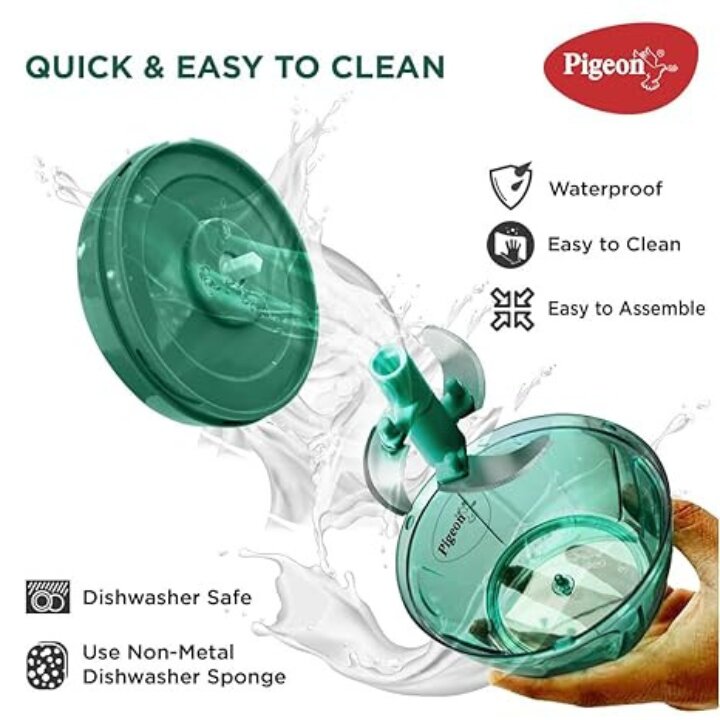 QUICK & EASY TO CLEAN
Pigeon
Waterproof
Easy to Clean
Easy to Assemble
Pigeon
Dishwasher Safe
Use Non-Metal
Dishwasher Sponge